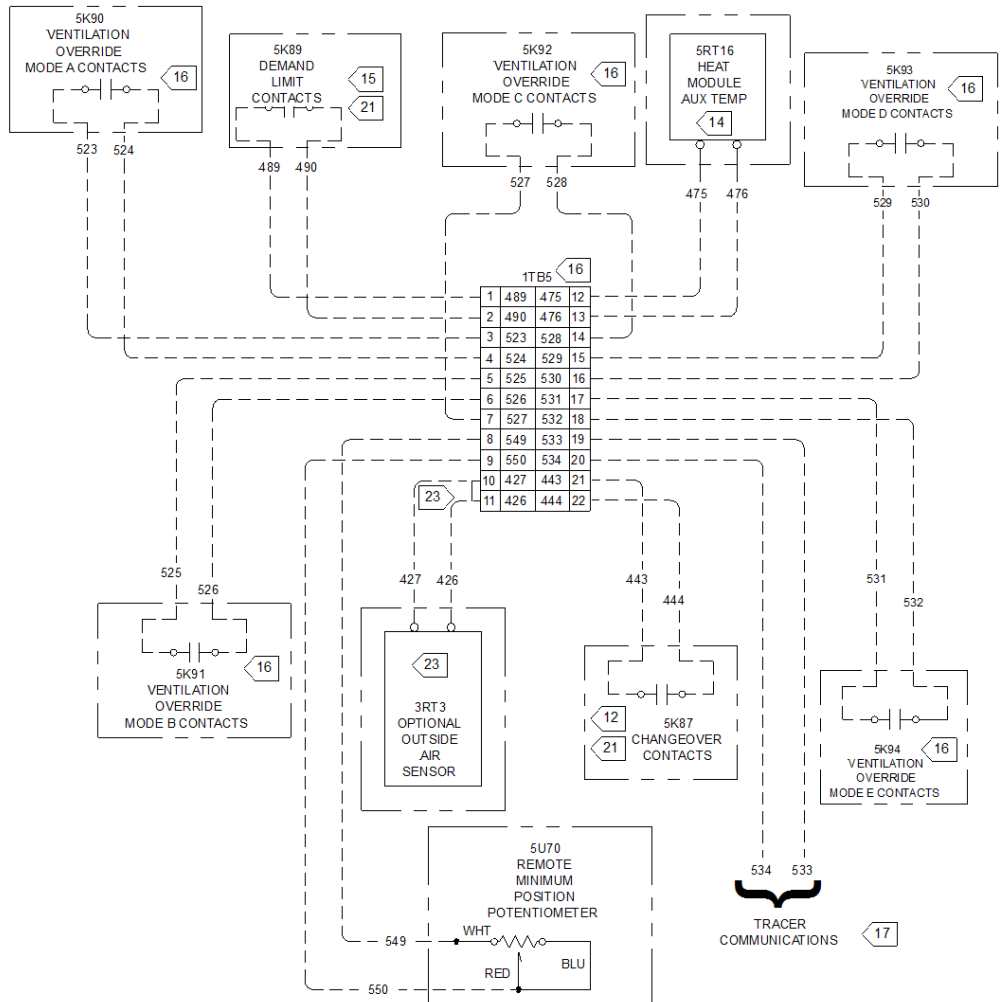 5K90
VENTILATION
OVERRIDE
MODE A CONTACTS
16
523
524
5K89
DEMAND
LIMIT
CONTACTS
15
21
489
490
5K92
VENTILATION
OVERRIDE
MODE C CONTACTS
16
527
528
5RT16
HEAT
MODULE
AUX TEMP
14
475
476
5K93
VENTILATION
OVERRIDE
MODE D CONTACTS
16
529
530
1TB5
16
1 489 475 12
2 490 476 13
3 523 528 14
4 524 529 15
5 525 530 16
6 526 531 17
7 527 532 18
8 549 533 19
9 550 534 20
10 427 443 21
11 426 444 22
23
525
526
5K91
VENTILATION
OVERRIDE
MODE B CONTACTS
16
427
426
23
3RT3
OPTIONAL
OUTSIDE
AIR
SENSOR
443
444
12
21
5K87
CHANGEOVER
CONTACTS
531
532
5K94
VENTILATION
OVERRIDE
MODE E CONTACTS
16
5U70
REMOTE
MINIMUM
POSITION
POTENTIOMETER
549
WHT
RED
BLU
550
534
533
TRACER
COMMUNICATIONS
17